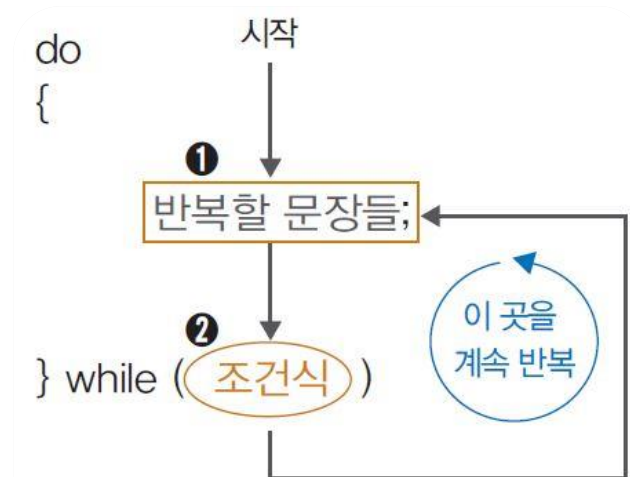 do
시작
{
❶
반복할 문장들;
❷
} while ( 조건식 )
이 곳을
계속 반복